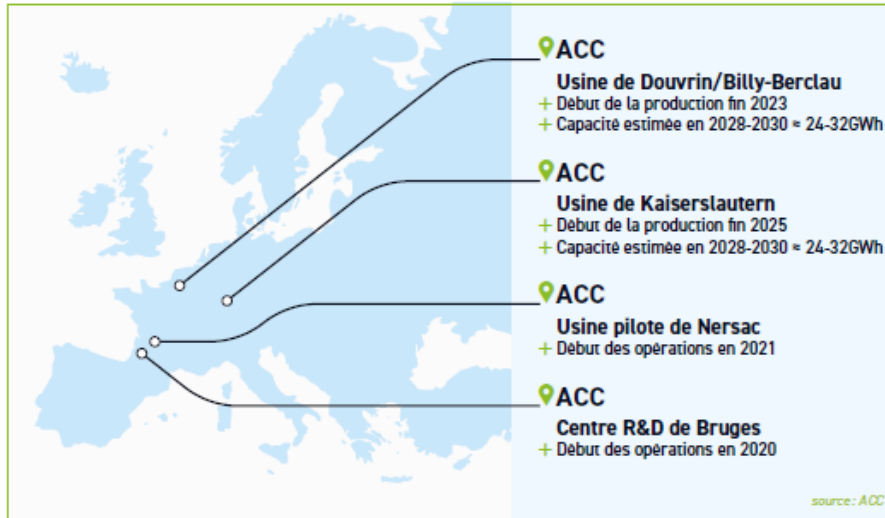 ACC
Usine de Douvrin/Billy-Berclau
+ Début de la production fin 2023
+ Capacité estimée en 2028-2030 ≈ 24-32GWh
ACC
Usine de Kaiserslautern
+ Début de la production fin 2025
+ Capacité estimée en 2028-2030 ≈ 24-32GWh
ACC
Usine pilote de Nersac
+ Début des opérations en 2021
ACC
Centre R&D de Bruges
+ Début des opérations en 2020
source: ACC